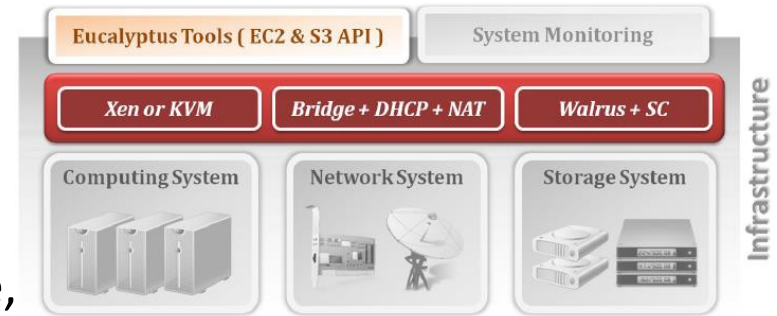 Eucalyptus Tools ( EC2 & S3 API )
System Monitoring
Xen or KVM
Bridge + DHCP + NAT
Walrus + SC
Computing System
Network System
Storage System
Infrastructure